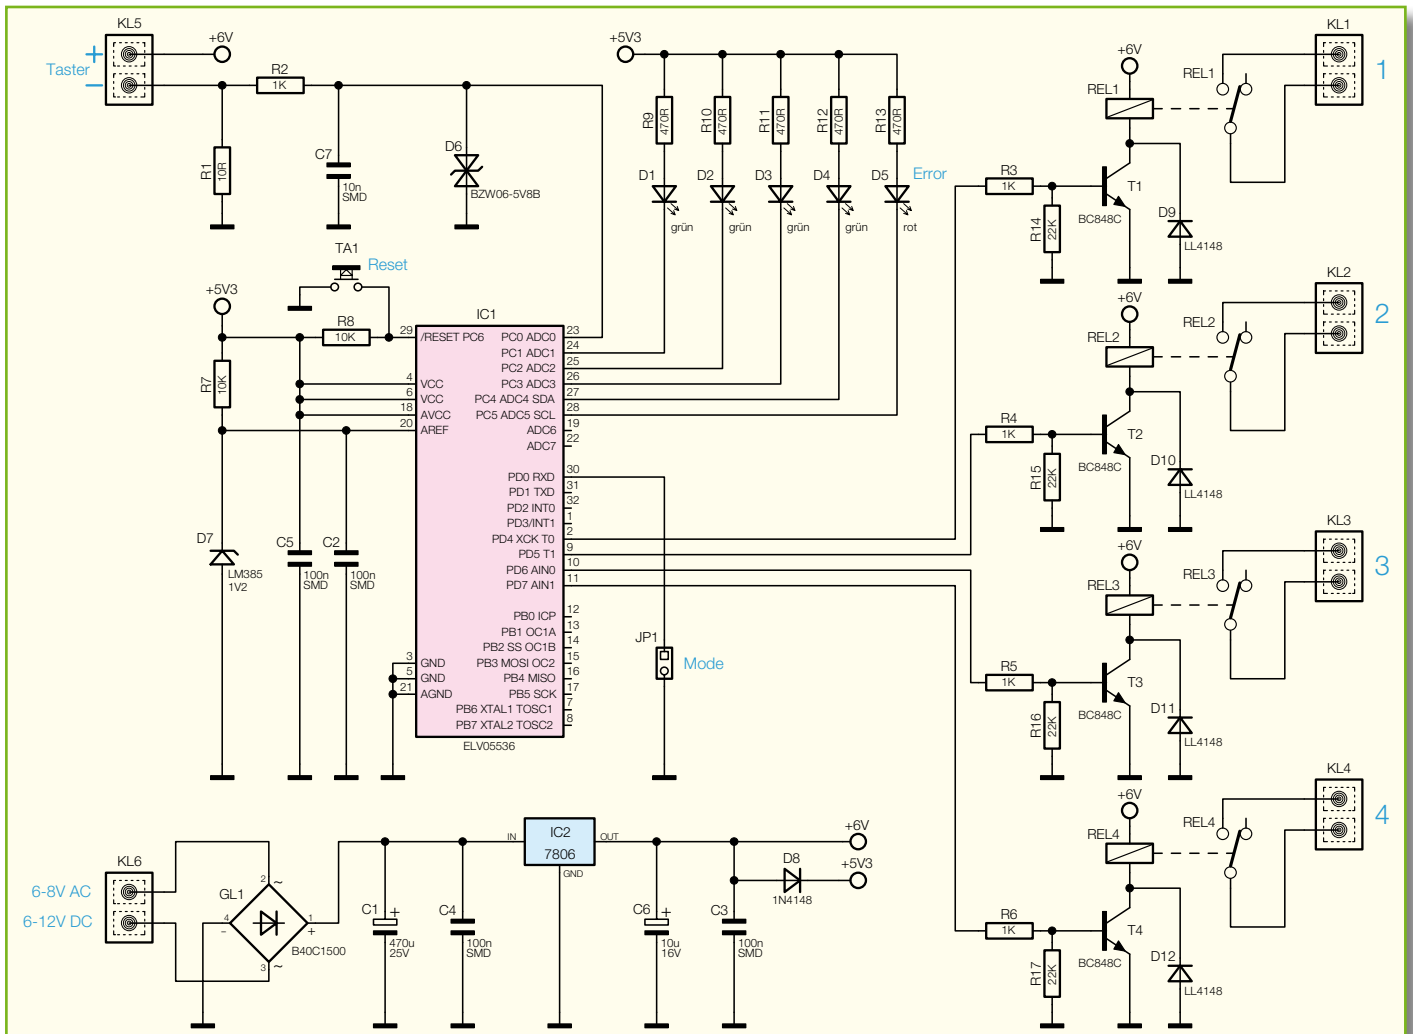 KL5
+6V
+
Taster
−
R2
1K
R1
10R
C7
10n
SMD
D6
BZW06-5V8B
TA1
Reset
+5V3
R9
470R
R10
470R
R11
470R
R12
470R
R13
470R
D1
grün
D2
grün
D3
grün
D4
grün
D5
rot
Error
+5V3
R8
10K
R7
10K
D7
LM385
1V2
C5
100n
SMD
C2
100n
SMD
IC1
29 /RESET PC6
4 VCC
6 VCC
18 AVCC
20 AREF
3 GND
5 GND
21 AGND
PC0 ADC0 23
PC1 ADC1 24
PC2 ADC2 25
PC3 ADC3 26
PC4 ADC4 SDA 27
PC5 ADC5 SCL 28
ADC6 19
ADC7 22
PD0 RXD 30
PD1 TXD 31
PD2 INT0 32
PD3/INT1 1
PD4 XCK T0 2
PD5 T1 9
PD6 AIN0 10
PD7 AIN1 11
PB0 ICP 12
PB1 OC1A 13
PB2 SS OC1B 14
PB3 MOSI OC2 15
PB4 MISO 16
PB5 SCK 17
PB6 XTAL1 TOSC1 7
PB7 XTAL2 TOSC2 8
ELV05536
JP1
Mode
KL6
6-8V AC
6-12V DC
GL1
2 ~
4 −
1 +
3 ~
B40C1500
C1
+
470u
25V
C4
100n
SMD
IN
IC2
7806
OUT
GND
C6
+
10u
16V
C3
100n
SMD
D8
1N4148
+6V
+5V3
+6V
REL1
REL1
KL1
1
R3
1K
R14
22K
T1
BC848C
D9
LL4148
+6V
REL2
REL2
KL2
2
R4
1K
R15
22K
T2
BC848C
D10
LL4148
+6V
REL3
REL3
KL3
3
R5
1K
R16
22K
T3
BC848C
D11
LL4148
+6V
REL4
REL4
KL4
4
R6
1K
R17
22K
T4
BC848C
D12
LL4148